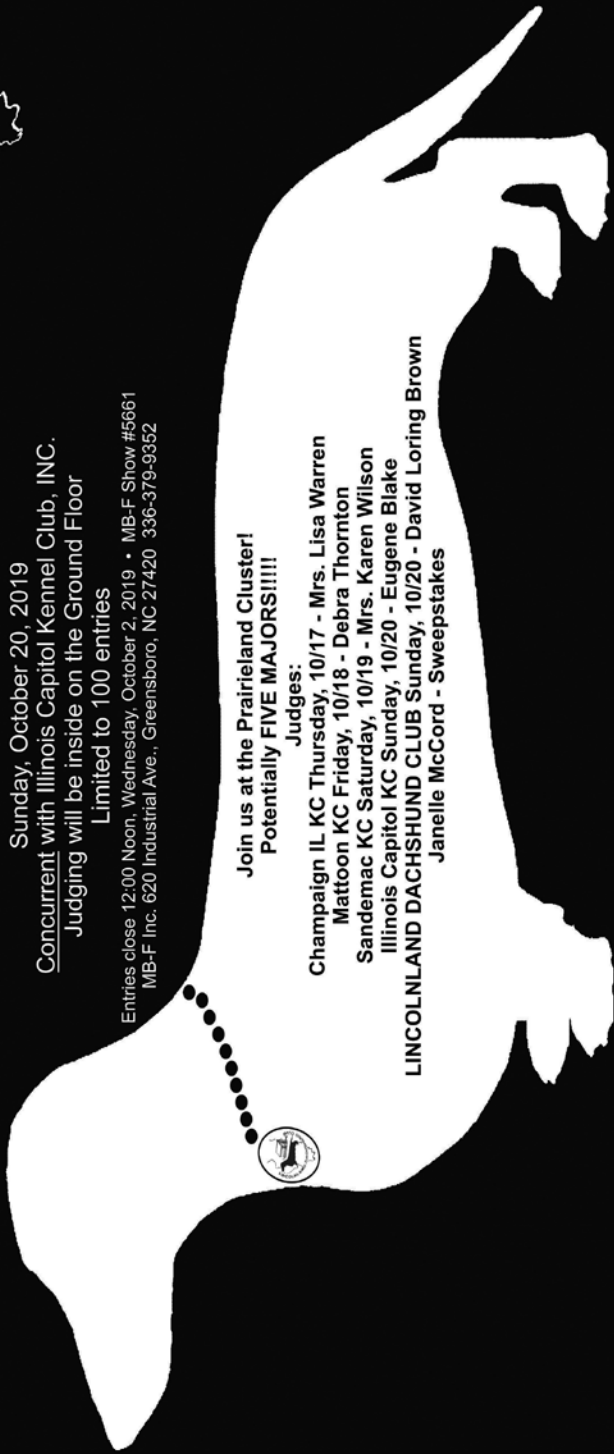 Sunday, October 20, 2019
Concurrent with Illinois Capitol Kennel Club, INC.
Judging will be inside on the Ground Floor
Limited to 100 entries
Entries close 12:00 Noon, Wednesday, October 2, 2019 • MB-F Show #5661
MB-F Inc. 620 Industrial Ave., Greensboro, NC 27420 336-379-9352
Join us at the Prairieland Cluster!
Potentially FIVE MAJORS!!!!!
Judges:
Champaign IL KC Thursday, 10/17 - Mrs. Lisa Warren
Mattoon KC Friday, 10/18 - Debra Thornton
Sandemac KC Saturday, 10/19 - Mrs. Karen Wilson
Illinois Capitol KC Sunday, 10/20 - Eugene Blake
LINCOLNLAND DACHSHUND CLUB Sunday, 10/20 - David Loring Brown
Janelle McCord - Sweepstakes